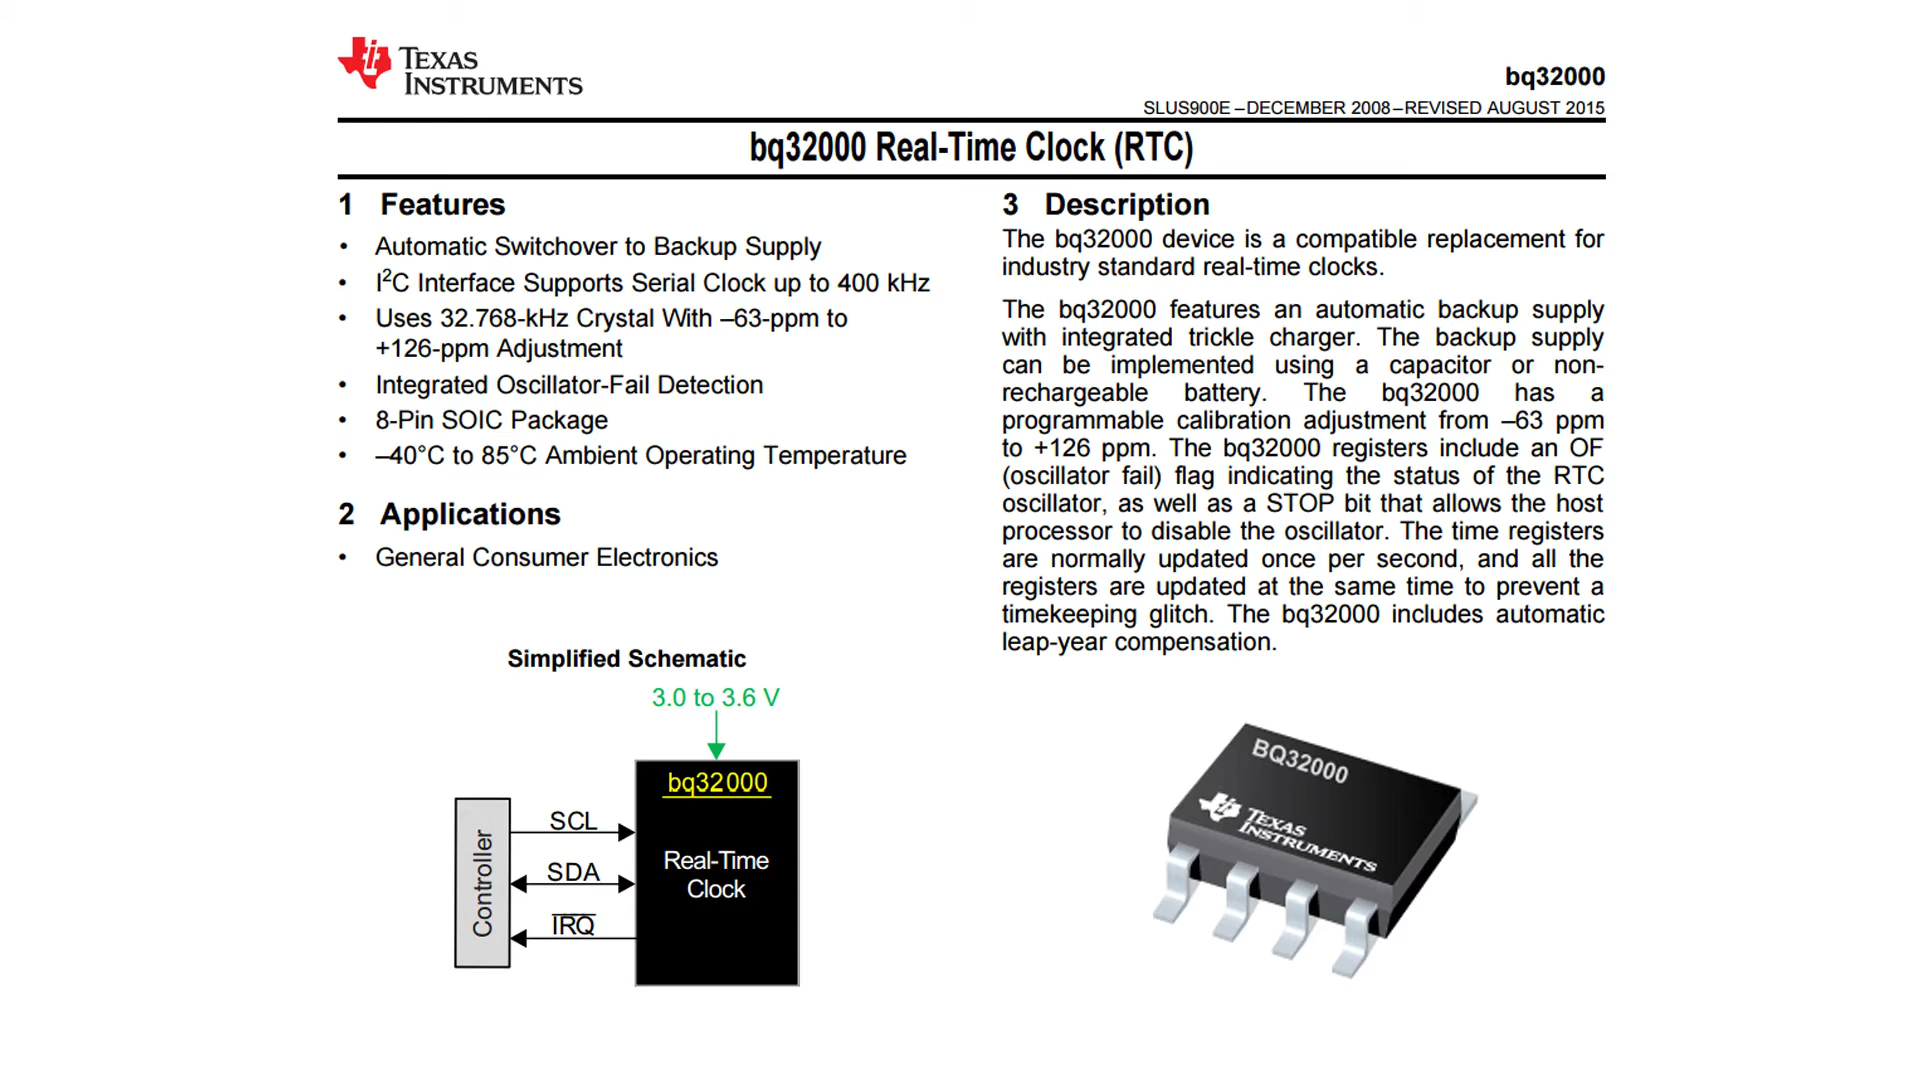 TEXAS
INSTRUMENTS
bq32000
SLUS900E –DECEMBER 2008–REVISED AUGUST 2015
bq32000 Real-Time Clock (RTC)
1 Features
• Automatic Switchover to Backup Supply
• I²C Interface Supports Serial Clock up to 400 kHz
• Uses 32.768-kHz Crystal With –63-ppm to
+126-ppm Adjustment
• Integrated Oscillator-Fail Detection
• 8-Pin SOIC Package
• –40°C to 85°C Ambient Operating Temperature
2 Applications
• General Consumer Electronics
Simplified Schematic
3.0 to 3.6 V
bq32000
Real-Time
Clock
Controller
SCL
SDA
IRQ
3 Description
The bq32000 device is a compatible replacement for
industry standard real-time clocks.
The bq32000 features an automatic backup supply
with integrated trickle charger. The backup supply
can be implemented using a capacitor or non-
rechargeable battery. The bq32000 has a
programmable calibration adjustment from –63 ppm
to +126 ppm. The bq32000 registers include an OF
(oscillator fail) flag indicating the status of the RTC
oscillator, as well as a STOP bit that allows the host
processor to disable the oscillator. The time registers
are normally updated once per second, and all the
registers are updated at the same time to prevent a
timekeeping glitch. The bq32000 includes automatic
leap-year compensation.
BQ32000
TEXAS
INSTRUMENTS